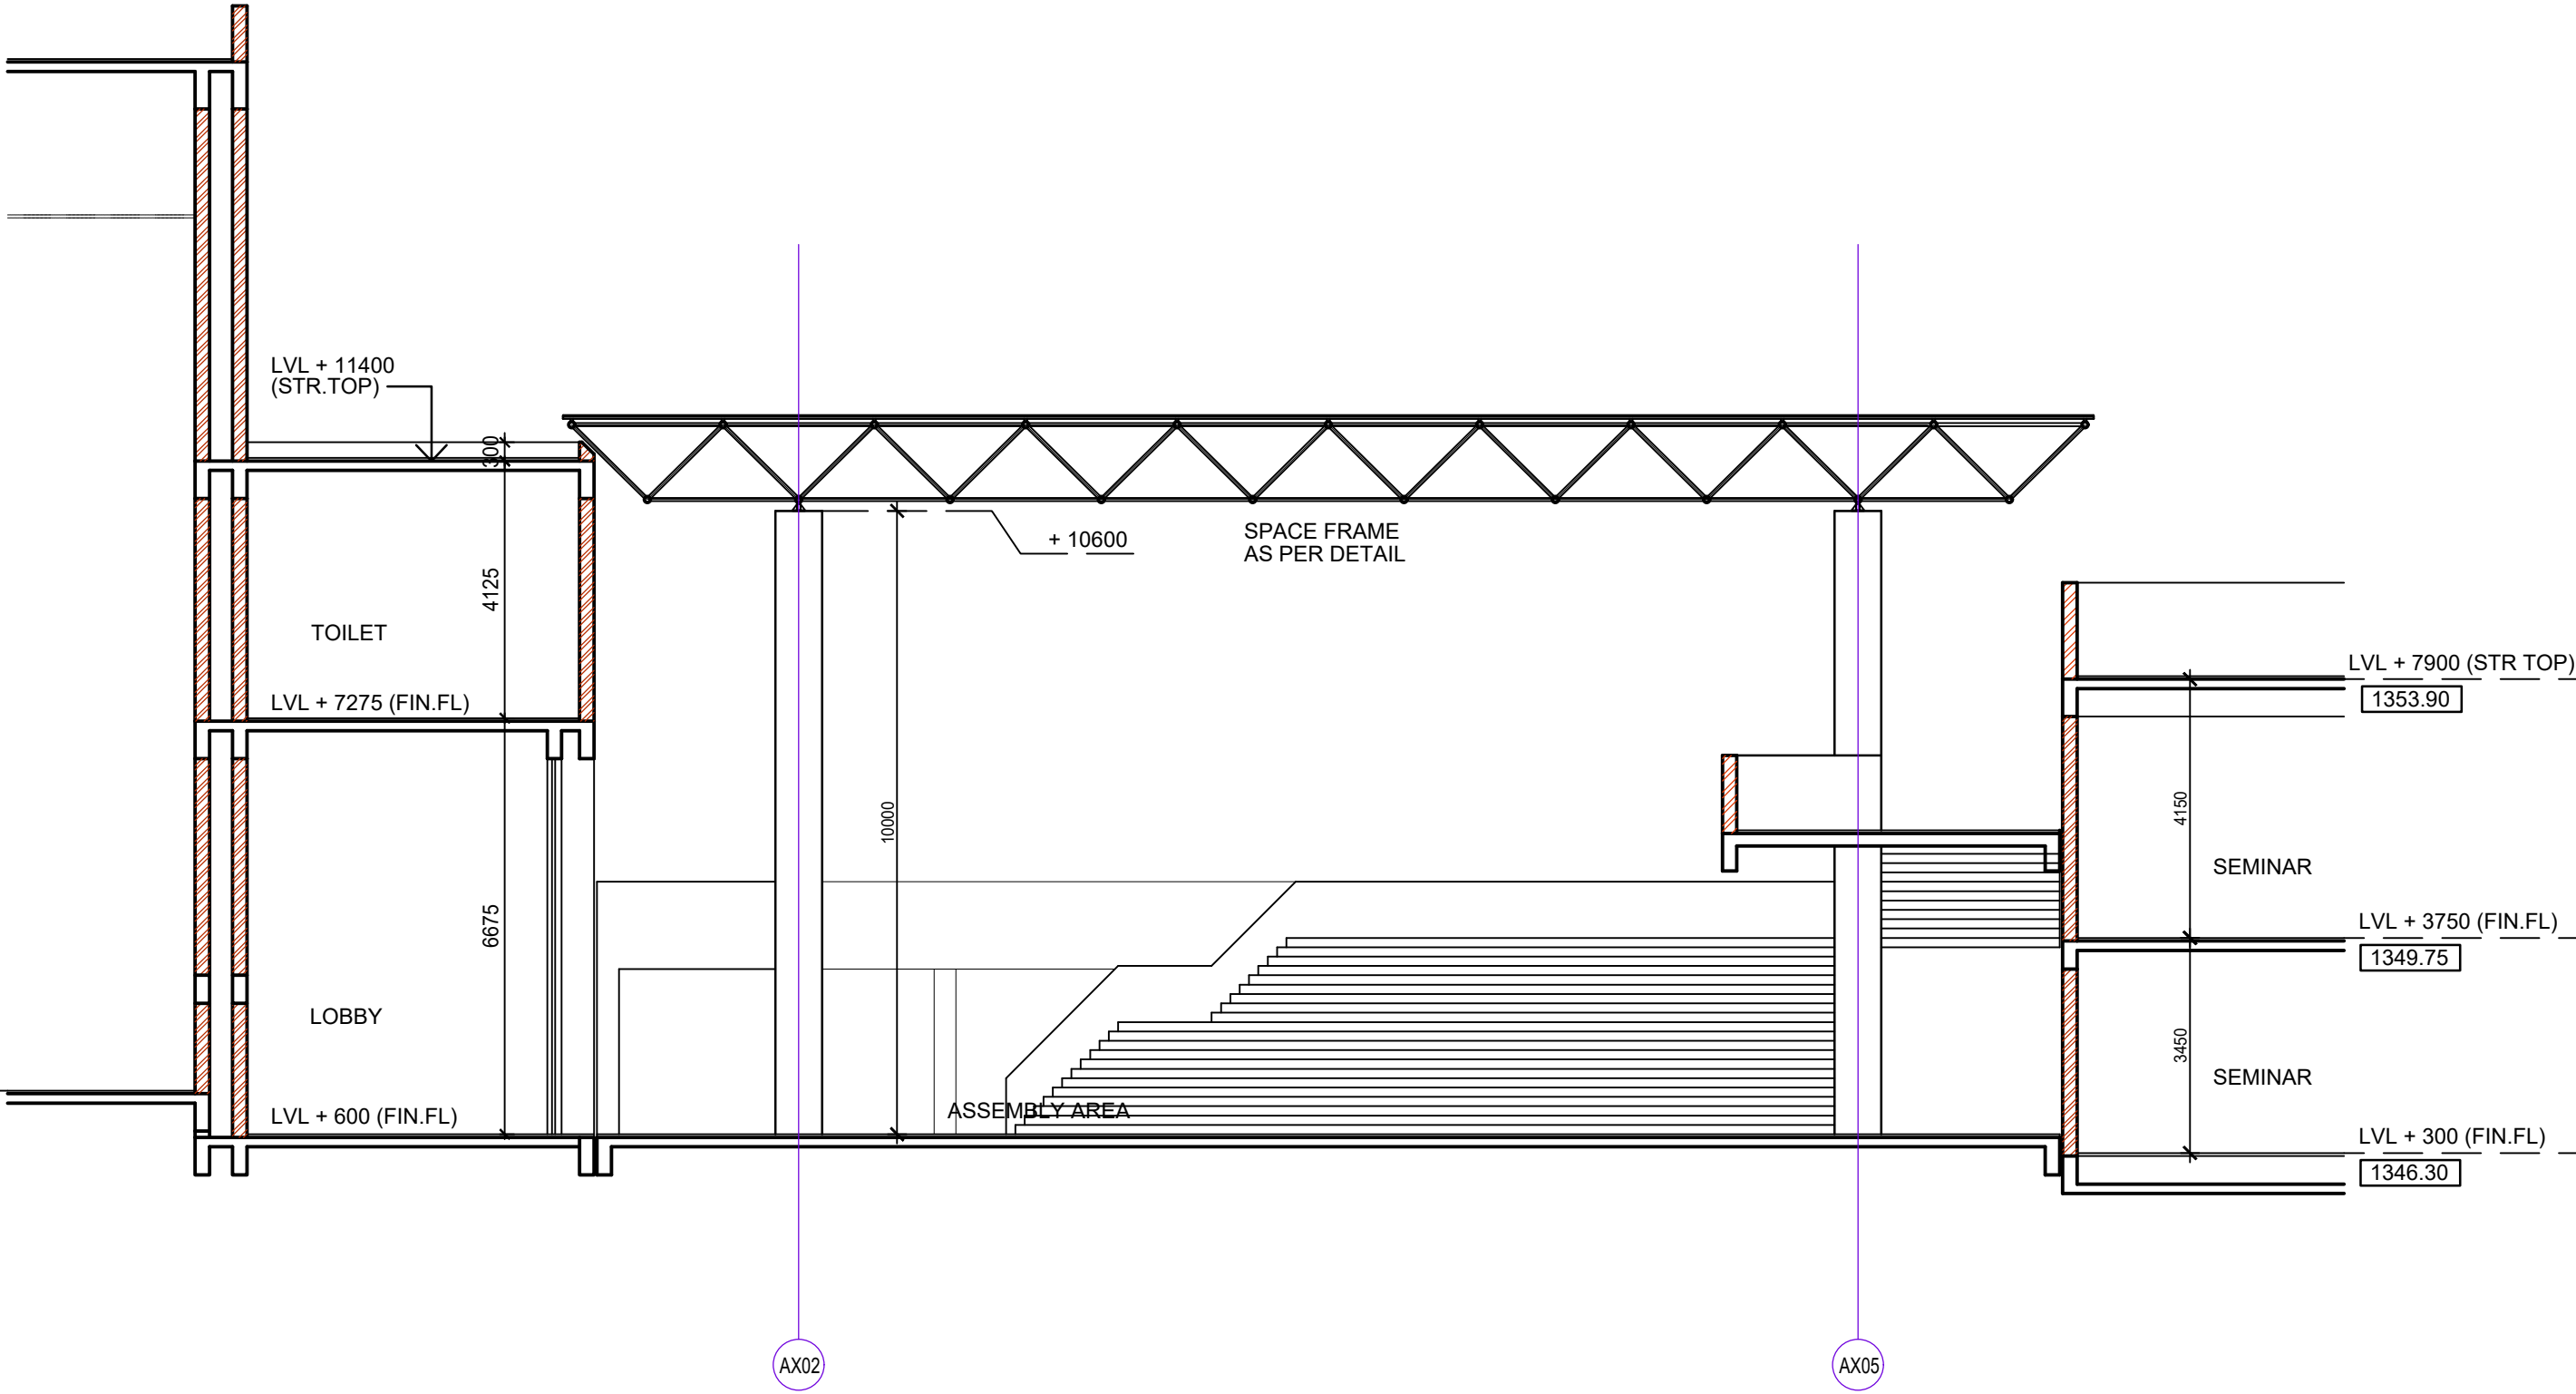 LVL + 11400
(STR.TOP)
300
+ 10600
SPACE FRAME
AS PER DETAIL
4125
TOILET
LVL + 7275 (FIN.FL)
LVL + 7900 (STR TOP)
1353.90
10000
4150
SEMINAR
6675
LVL + 3750 (FIN.FL)
1349.75
LOBBY
3450
SEMINAR
LVL + 600 (FIN.FL)
ASSEMBLY AREA
LVL + 300 (FIN.FL)
1346.30
AX02
AX05